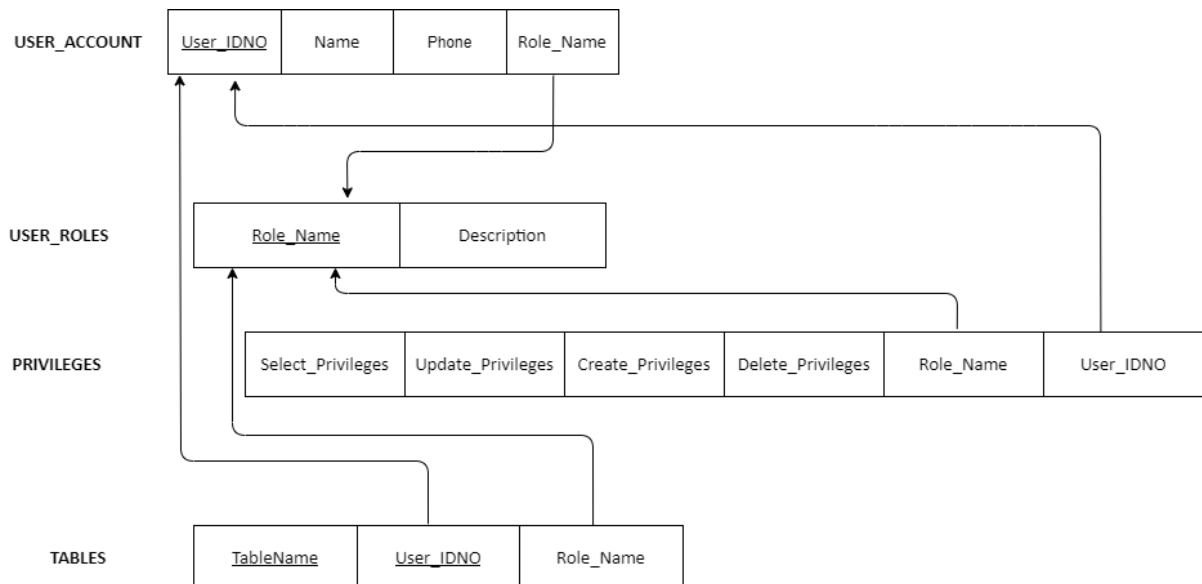 USER_ACCOUNT User_IDNO Name Phone Role_Name
USER_ROLES Role_Name Description
PRIVILEGES Select_Privileges Update_Privileges Create_Privileges Delete_Privileges Role_Name User_IDNO
TABLES TableName User_IDNO Role_Name